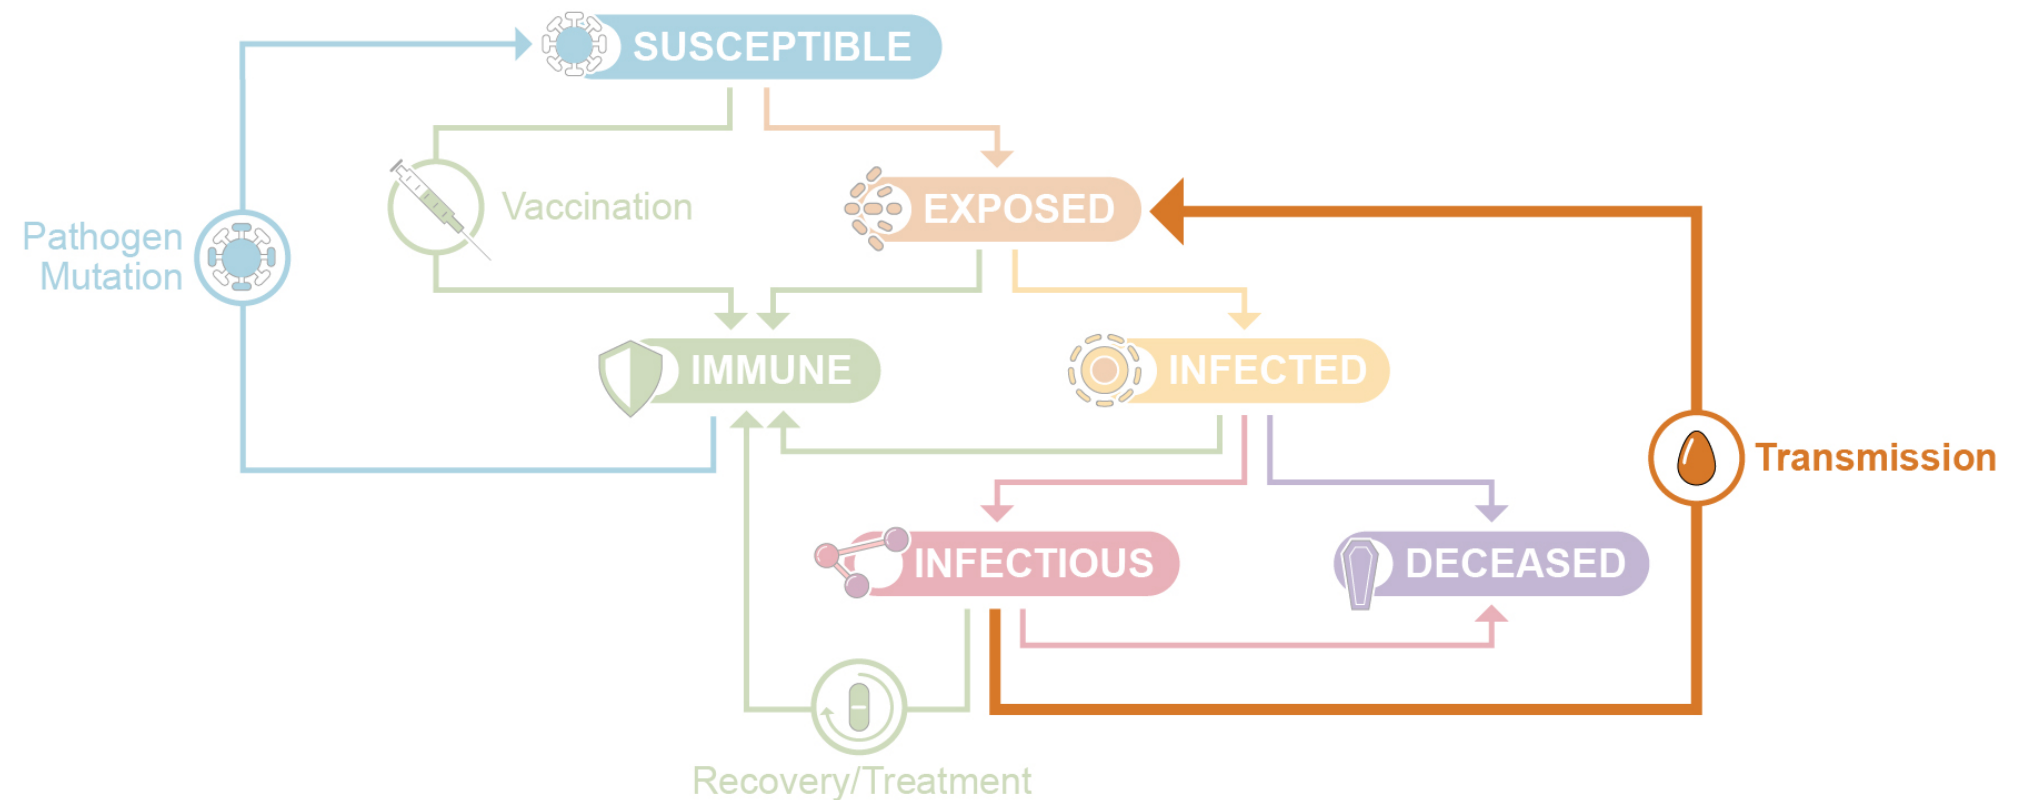 SUSCEPTIBLE
Vaccination
EXPOSED
Pathogen
Mutation
IMMUNE
INFECTED
Transmission
INFECTIOUS
DECEASED
Recovery/Treatment